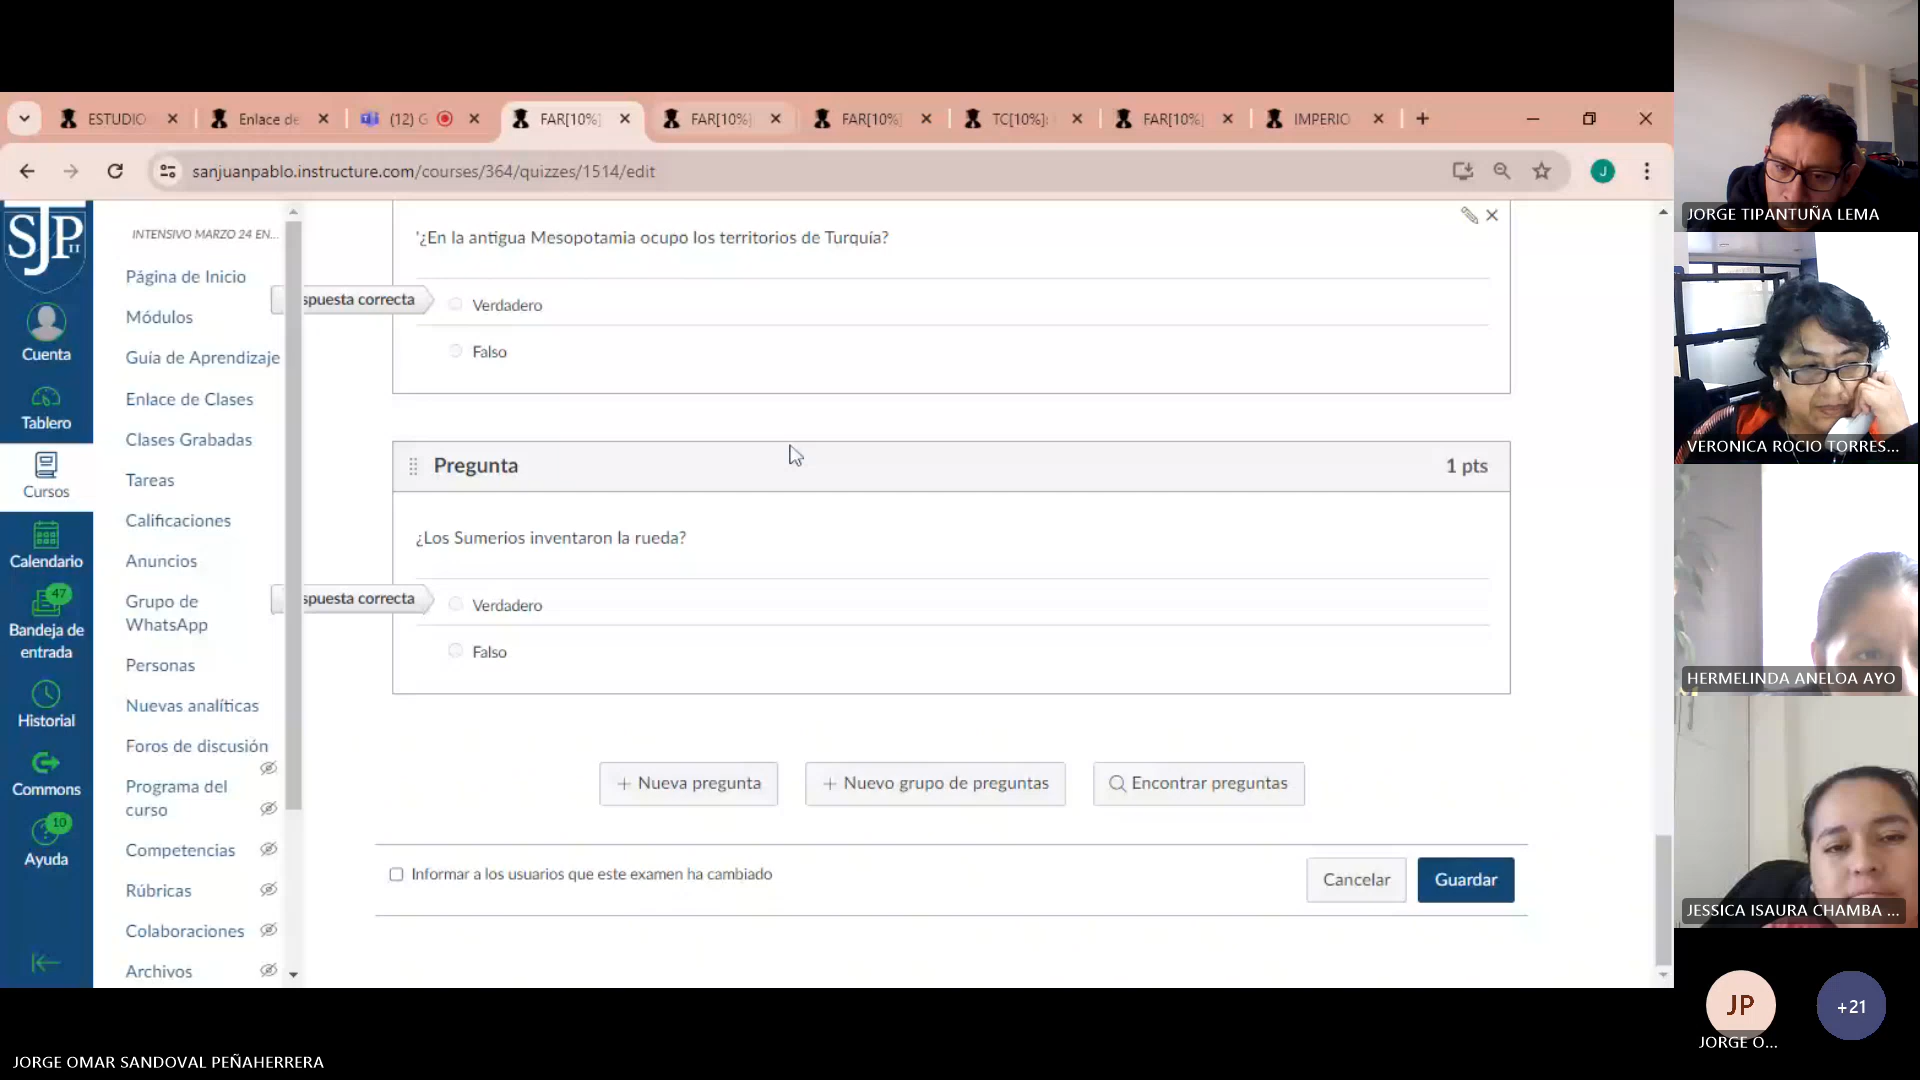 ESTUDIO
Enlace de
(12) G
FAR[10%]
FAR[10%]
FAR[10%]
TC[10%]:
FAR[10%]
IMPERIO
sanjuanpablo.instructure.com/courses/364/quizzes/1514/edit
J
SJP II
Cuenta
Tablero
Cursos
Calendario
47
Bandeja de
entrada
Historial
Commons
10
Ayuda
INTENSIVO MARZO 24 EN...
Página de Inicio
Módulos
Guía de Aprendizaje
Enlace de Clases
Clases Grabadas
Tareas
Calificaciones
Anuncios
Grupo de
WhatsApp
Personas
Nuevas analíticas
Foros de discusión
Programa del
curso
Competencias
Rúbricas
Colaboraciones
Archivos
'¿En la antigua Mesopotamia ocupo los territorios de Turquía?
spuesta correcta
Verdadero
Falso
Pregunta
1 pts
¿Los Sumerios inventaron la rueda?
spuesta correcta
Verdadero
Falso
+ Nueva pregunta
+ Nuevo grupo de preguntas
Encontrar preguntas
Informar a los usuarios que este examen ha cambiado
Cancelar
Guardar
JORGE TIPANTUÑA LEMA
VERONICA ROCIO TORRES...
HERMELINDA ANELOA AYO
JESSICA ISAURA CHAMBA ...
JP
+21
JORGE O...
JORGE OMAR SANDOVAL PEÑAHERRERA